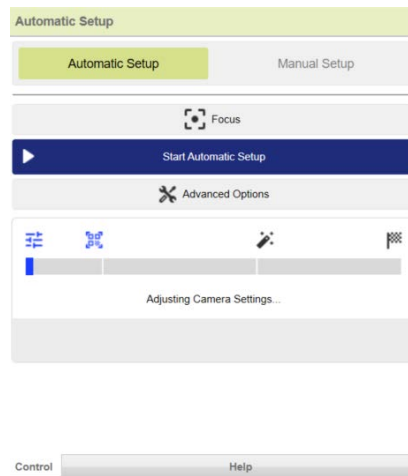 Automatic Setup
Automatic Setup Manual Setup
Focus
Start Automatic Setup
Advanced Options
Adjusting Camera Settings...
Control Help